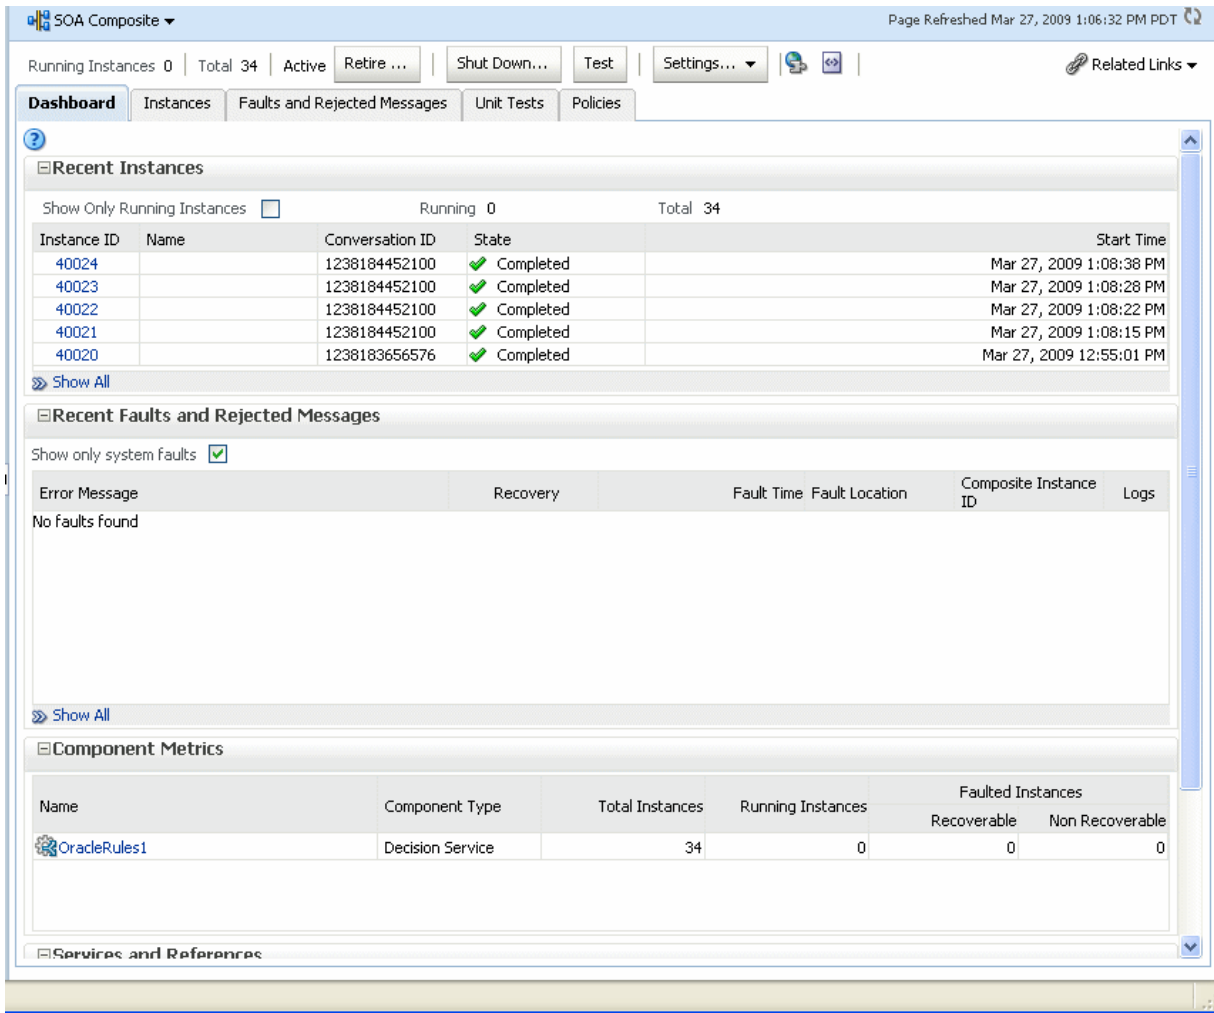 SOA Composite
Page Refreshed Mar 27, 2009 1:06:32 PM PDT
Running Instances 0 Total 34 Active Retire ... Shut Down... Test Settings... Related Links
Dashboard Instances Faults and Rejected Messages Unit Tests Policies
?
Recent Instances
Show Only Running Instances Running 0 Total 34
Instance ID Name Conversation ID State Start Time
40024 1238184452100 Completed Mar 27, 2009 1:08:38 PM
40023 1238184452100 Completed Mar 27, 2009 1:08:28 PM
40022 1238184452100 Completed Mar 27, 2009 1:08:22 PM
40021 1238184452100 Completed Mar 27, 2009 1:08:15 PM
40020 1238183656576 Completed Mar 27, 2009 12:55:01 PM
Show All
Recent Faults and Rejected Messages
Show only system faults
Error Message Recovery Fault Time Fault Location Composite Instance ID Logs
No faults found
Show All
Component Metrics
Name Component Type Total Instances Running Instances Faulted Instances
Recoverable Non Recoverable
OracleRules1 Decision Service 34 0 0 0
Services and References